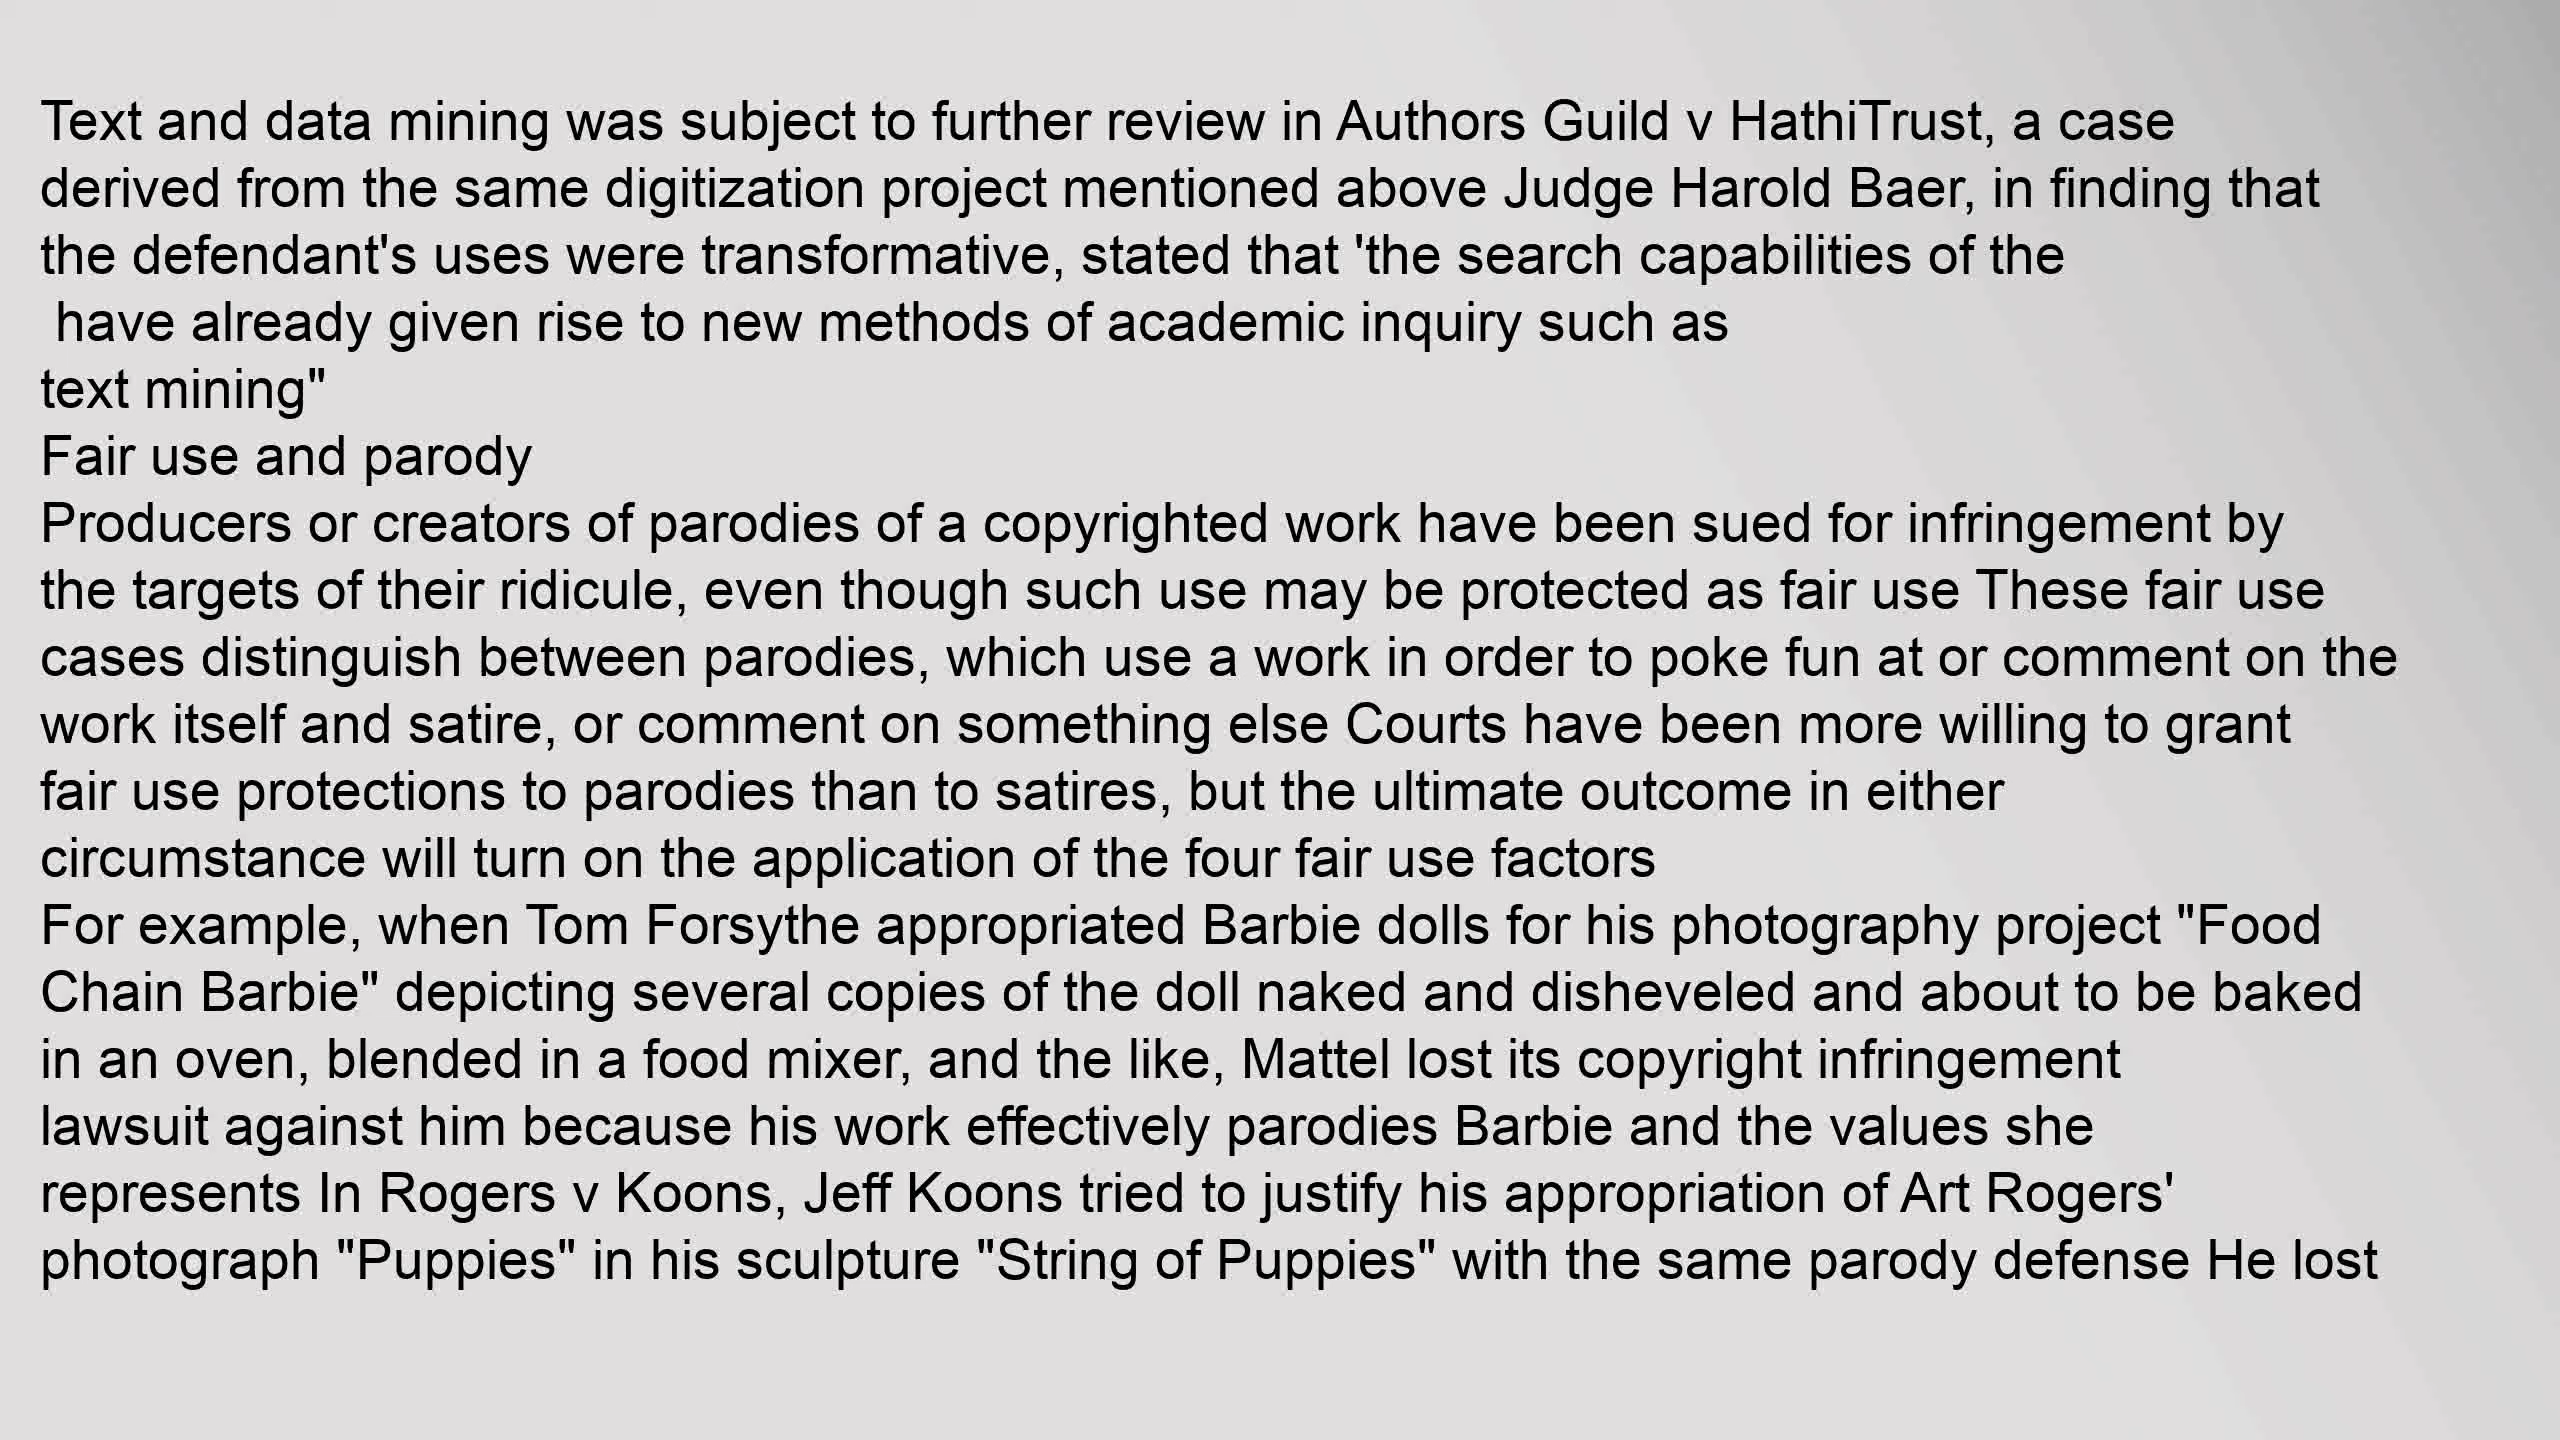 Text and data mining was subject to further review in Authors Guild v HathiTrust, a case
derived from the same digitization project mentioned above Judge Harold Baer, in finding that
the defendant's uses were transformative, stated that 'the search capabilities of the
have already given rise to new methods of academic inquiry such as
text mining"
Fair use and parody
Producers or creators of parodies of a copyrighted work have been sued for infringement by
the targets of their ridicule, even though such use may be protected as fair use These fair use
cases distinguish between parodies, which use a work in order to poke fun at or comment on the
work itself and satire, or comment on something else Courts have been more willing to grant
fair use protections to parodies than to satires, but the ultimate outcome in either
circumstance will turn on the application of the four fair use factors
For example, when Tom Forsythe appropriated Barbie dolls for his photography project "Food
Chain Barbie" depicting several copies of the doll naked and disheveled and about to be baked
in an oven, blended in a food mixer, and the like, Mattel lost its copyright infringement
lawsuit against him because his work effectively parodies Barbie and the values she
represents In Rogers v Koons, Jeff Koons tried to justify his appropriation of Art Rogers'
photograph "Puppies" in his sculpture "String of Puppies" with the same parody defense He lost